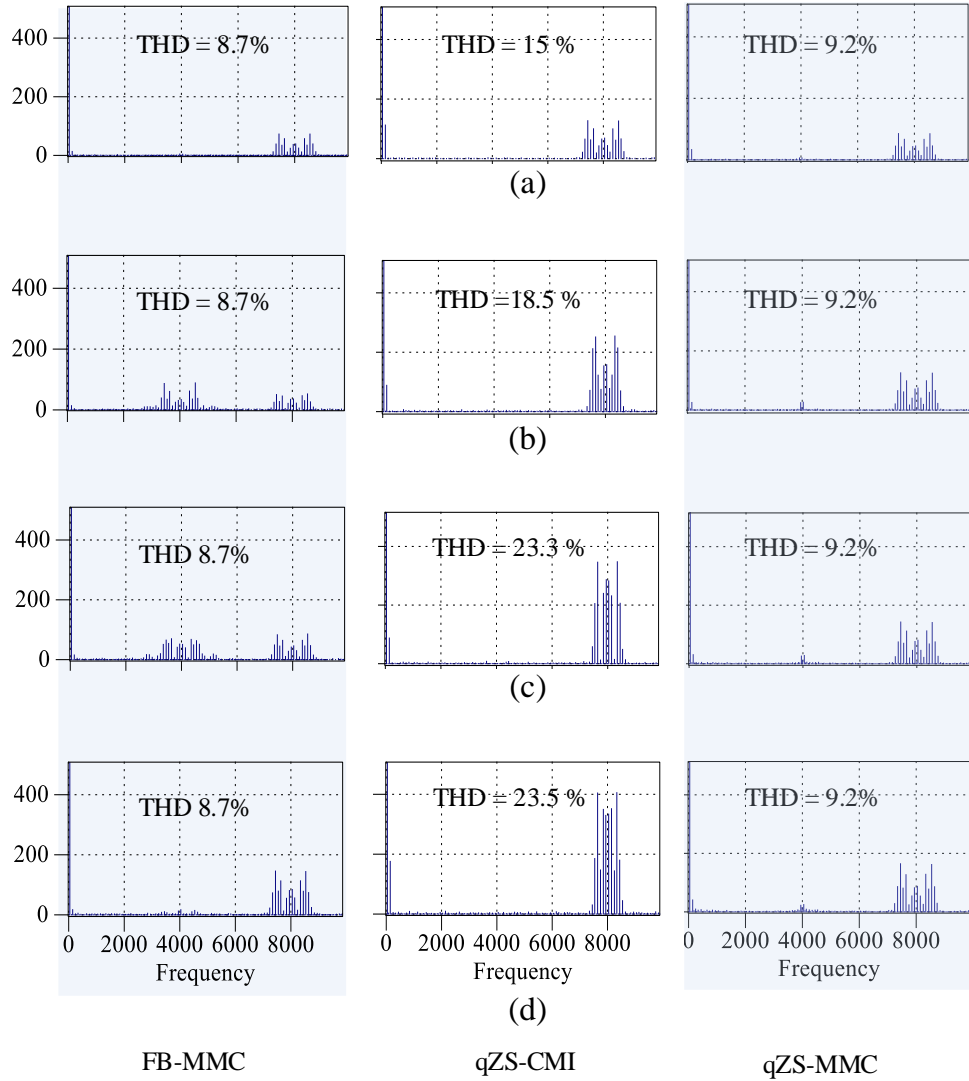 400
200
0
THD = 8.7%
THD = 15 %
THD = 9.2%
(a)
400
200
0
THD = 8.7%
THD =18.5 %
THD = 9.2%
(b)
400
200
0
THD 8.7%
THD = 23.3 %
THD = 9.2%
(c)
400
200
0
THD 8.7%
THD = 23.5 %
THD = 9.2%
0 2000 4000 6000 8000
0 2000 4000 6000 8000
0 2000 4000 6000 8000
Frequency
Frequency
Frequency
(d)
FB-MMC
qZS-CMI
qZS-MMC